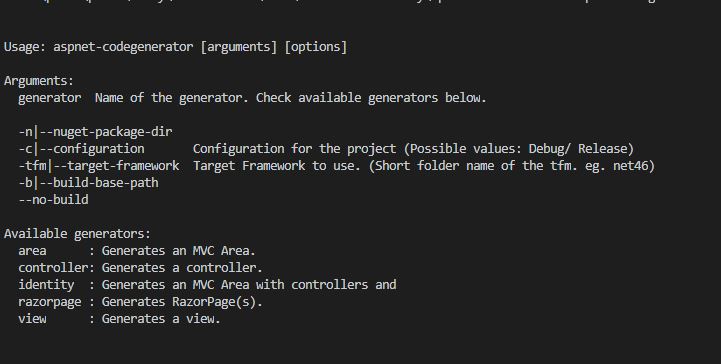 Usage: aspnet-codegenerator [arguments] [options]
Arguments:
generator  Name of the generator. Check available generators below.
-n|--nuget-package-dir
-c|--configuration       Configuration for the project (Possible values: Debug/ Release)
-tfm|--target-framework  Target Framework to use. (Short folder name of the tfm. eg. net46)
-b|--build-base-path
--no-build
Available generators:
area      : Generates an MVC Area.
controller: Generates a controller.
identity  : Generates an MVC Area with controllers and
razorpage : Generates RazorPage(s).
view      : Generates a view.